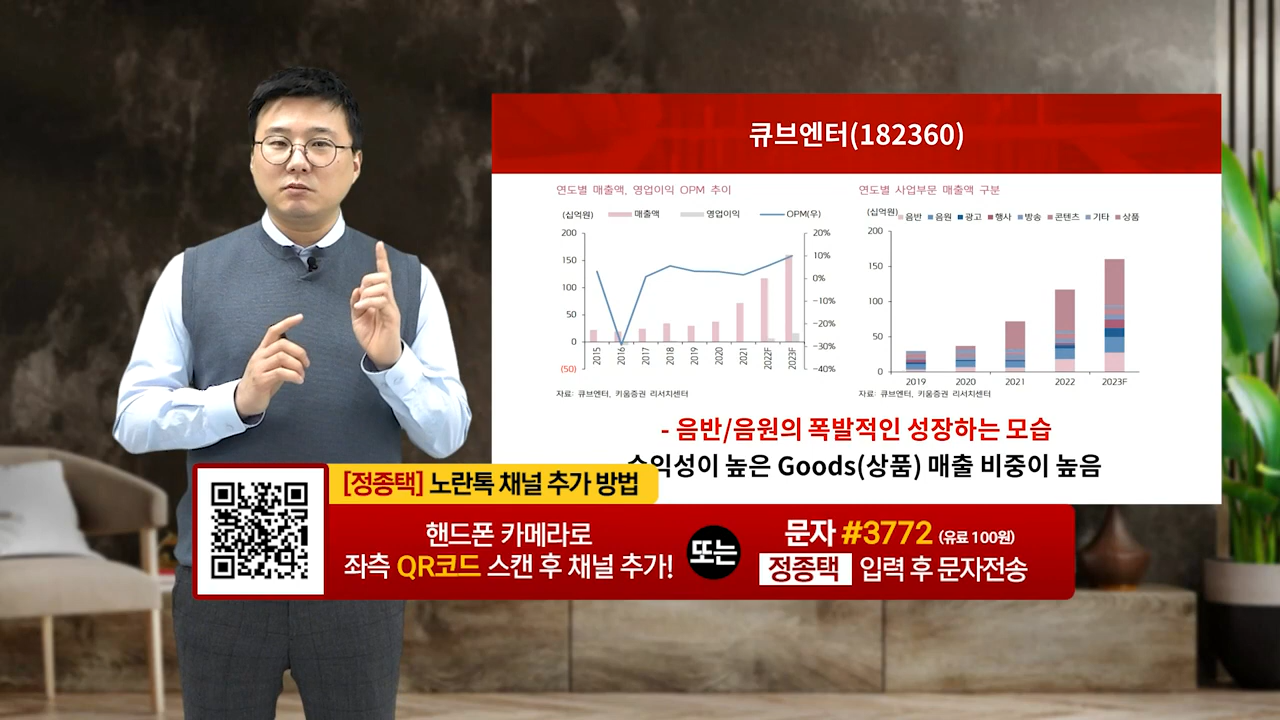 큐브엔터(182360)
연도별 매출액, 영업이익 OPM 추이
(십억원) 매출액 영업이익 OPM(우)
200 20%
150 10%
100 0%
50 −10%
0 −20%
(50) −30%
−40%
2015 2016 2017 2018 2019 2020 2021 2022F 2023F
자료: 큐브엔터, 키움증권 리서치센터
연도별 사업부문 매출액 구분
(십억원) 음반 음원 광고 행사 방송 콘텐츠 기타 상품
200
150
100
50
0
2019 2020 2021 2022 2023F
자료: 큐브엔터, 키움증권 리서치센터
- 음반/음원의 폭발적인 성장하는 모습
높은 Goods(상품) 매출 비중이 높음
[정종택] 노란톡 채널 추가 방법
핸드폰 카메라로
좌측 QR코드 스캔 후 채널 추가!
또는
문자 #3772 (유료 100원)
정종택 입력 후 문자전송